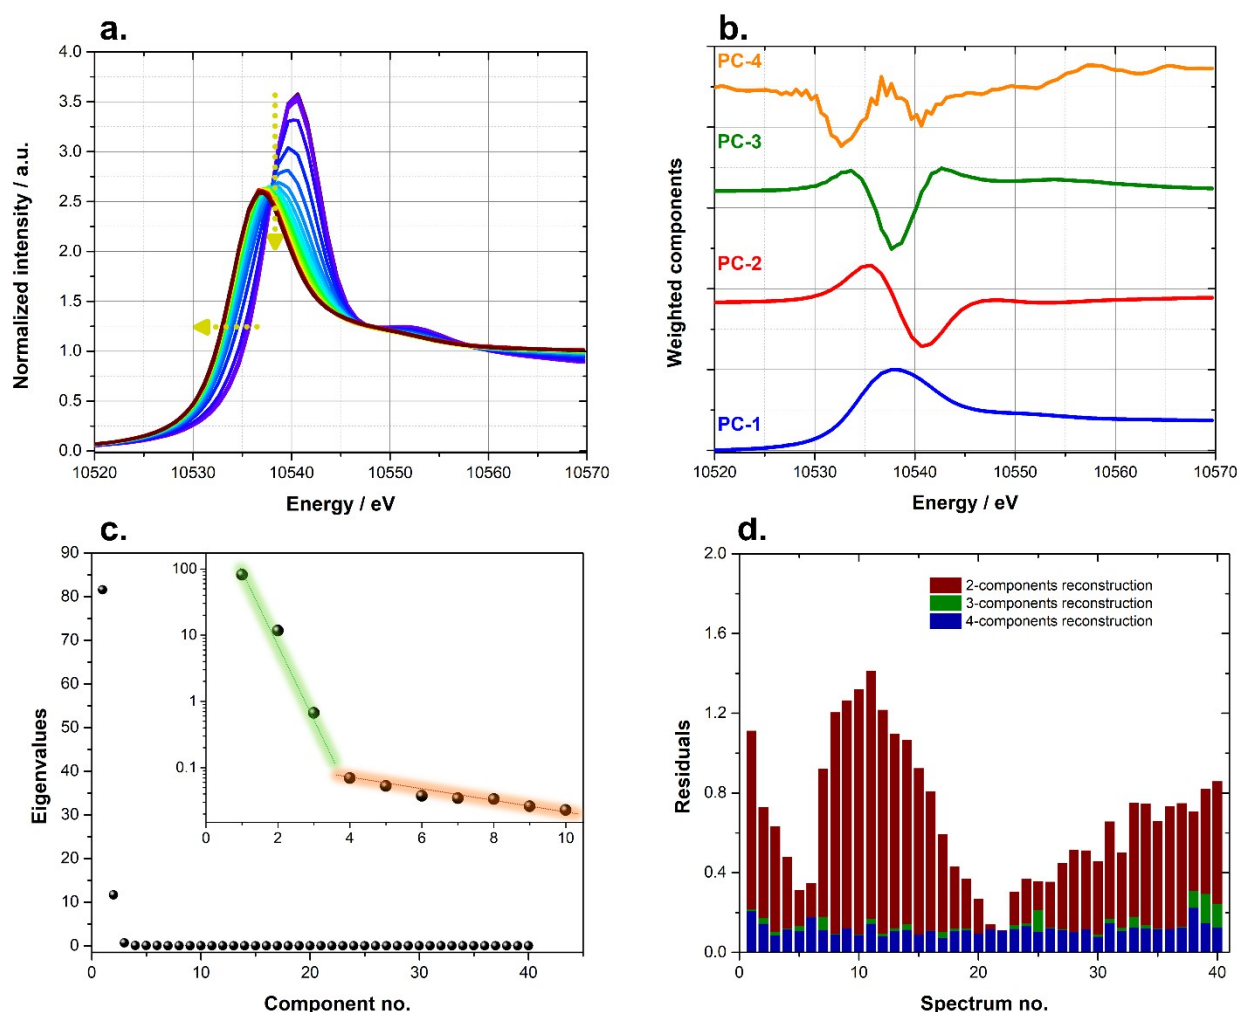 a.
4.0
3.5
3.0
2.5
2.0
1.5
1.0
0.5
0.0
Normalized intensity / a.u.
10520 10530 10540 10550 10560 10570
Energy / eV
b.
PC-4
PC-3
PC-2
PC-1
Weighted components
10520 10530 10540 10550 10560 10570
Energy / eV
c.
90
80
70
60
50
40
30
20
10
0
Eigenvalues
0 10 20 30 40
Component no.
100
10
1
0.1
0 2 4 6 8 10
d.
2.0
1.6
1.2
0.8
0.4
0.0
Residuals
2-components reconstruction
3-components reconstruction
4-components reconstruction
0 10 20 30 40
Spectrum no.